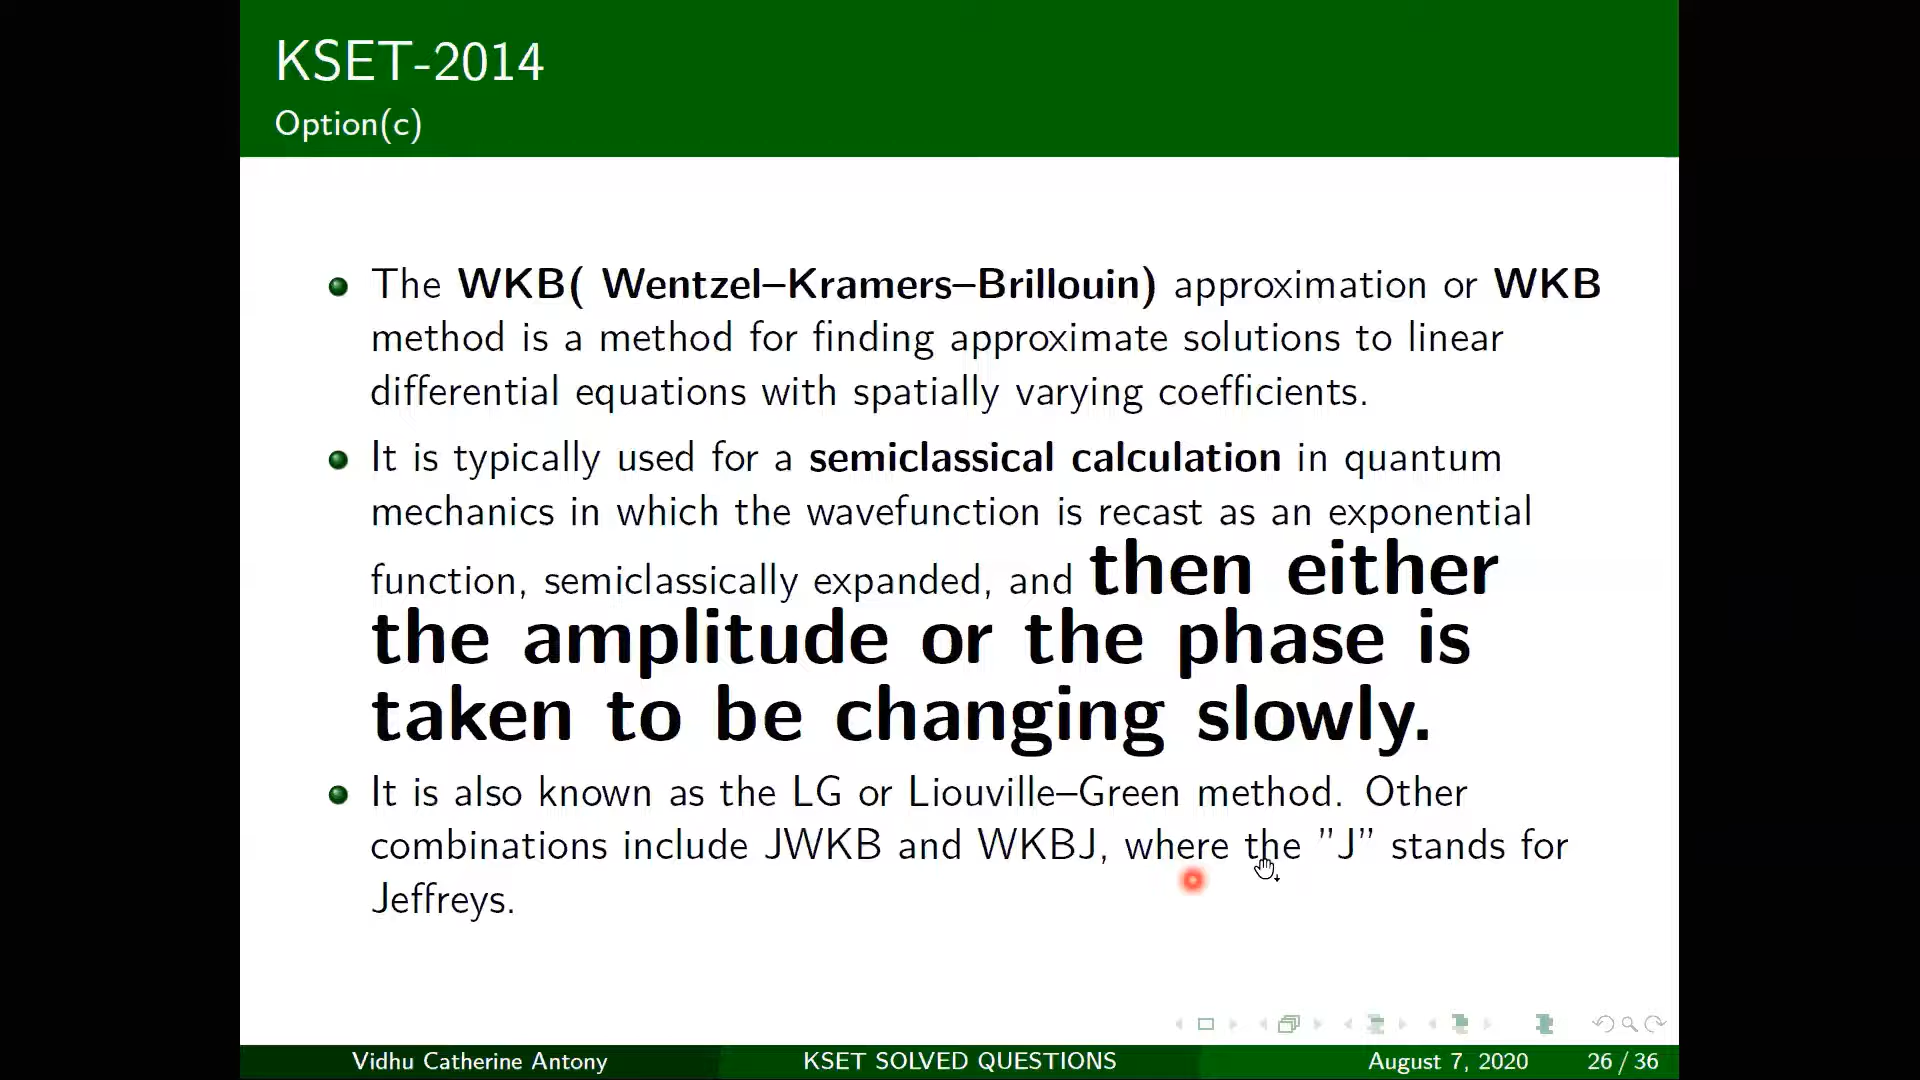 KSET-2014
Option(c)
The WKB( Wentzel–Kramers–Brillouin) approximation or WKB
method is a method for finding approximate solutions to linear
differential equations with spatially varying coefficients.
It is typically used for a semiclassical calculation in quantum
mechanics in which the wavefunction is recast as an exponential
function, semiclassically expanded, and then either
the amplitude or the phase is
taken to be changing slowly.
It is also known as the LG or Liouville–Green method. Other
combinations include JWKB and WKBJ, where the ”J” stands for
Jeffreys.
Vidhu Catherine Antony KSET SOLVED QUESTIONS August 7, 2020 26 / 36